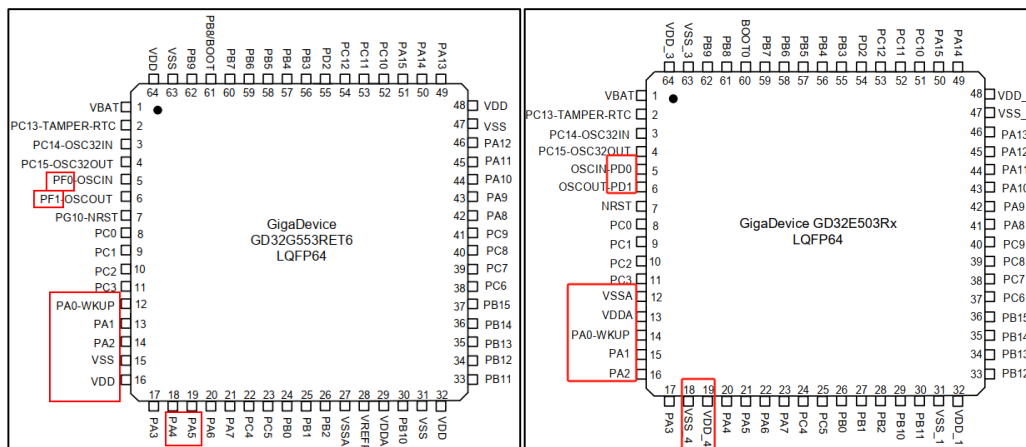 VDD VSS PB9 PB8/BOOT PB7 PB6 PB5 PB4 PB3 PD2 PC12 PC11 PC10 PA15 PA14 PA13
64 63 62 61 60 59 58 57 56 55 54 53 52 51 50 49
VBAT 1
PC13-TAMPER-RTC 2
PC14-OSC32IN 3
PC15-OSC32OUT 4
PF0-OSCIN 5
PF1-OSCOUT 6
PG10-NRST 7
PC0 8
PC1 9
PC2 10
PC3 11
PA0-WKUP 12
PA1 13
PA2 14
VSS 15
VDD 16
GigaDevice
GD32G553RET6
LQFP64
48 VDD
47 VSS
46 PA12
45 PA11
44 PA10
43 PA9
42 PA8
41 PC9
40 PC8
39 PC7
38 PC6
37 PB15
36 PB14
35 PB13
34 PB12
33 PB11
17 18 19 20 21 22 23 24 25 26 27 28 29 30 31 32
PA3 PA4 PA5 PA6 PA7 PC4 PC5 PB0 PB1 PB2 VSSA VDDA PB10 VSS VDD
VDD_3 VSS_3 PB9 PB8 BOOT0 PB7 PB6 PB5 PB4 PB3 PD2 PC12 PC11 PC10 PA15 PA14
64 63 62 61 60 59 58 57 56 55 54 53 52 51 50 49
VBAT 1
PC13-TAMPER-RTC 2
PC14-OSC32IN 3
PC15-OSC32OUT 4
OSCIN-PD0 5
OSCOUT-PD1 6
NRST 7
PC0 8
PC1 9
PC2 10
PC3 11
VSSA 12
VDDA 13
PA0-WKUP 14
PA1 15
PA2 16
GigaDevice GD32E503Rx
LQFP64
48 VDD_
47 VSS_
46 PA13
45 PA12
44 PA11
43 PA10
42 PA9
41 PA8
40 PC9
39 PC8
38 PC7
37 PC6
36 PB15
35 PB14
34 PB13
33 PB12
17 18 19 20 21 22 23 24 25 26 27 28 29 30 31 32
PA3 VSS_4 VDD_4 PA4 PA5 PA6 PA7 PC4 PC5 PB0 PB1 PB2 PB10 PB11 VSS_1 VDD_1